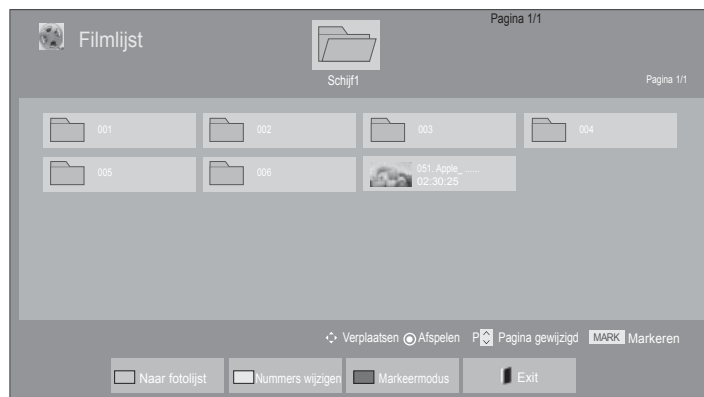 Pagina 1/1
Filmlijst
Schijf1
Pagina 1/1
001
002
003
004
005
006
051. Apple_ ......
02:30:25
Verplaatsen
Afspelen
P
Pagina gewijzigd
MARK
Markeren
Naar fotolijst
Nummers wijzigen
Markeermodus
Exit